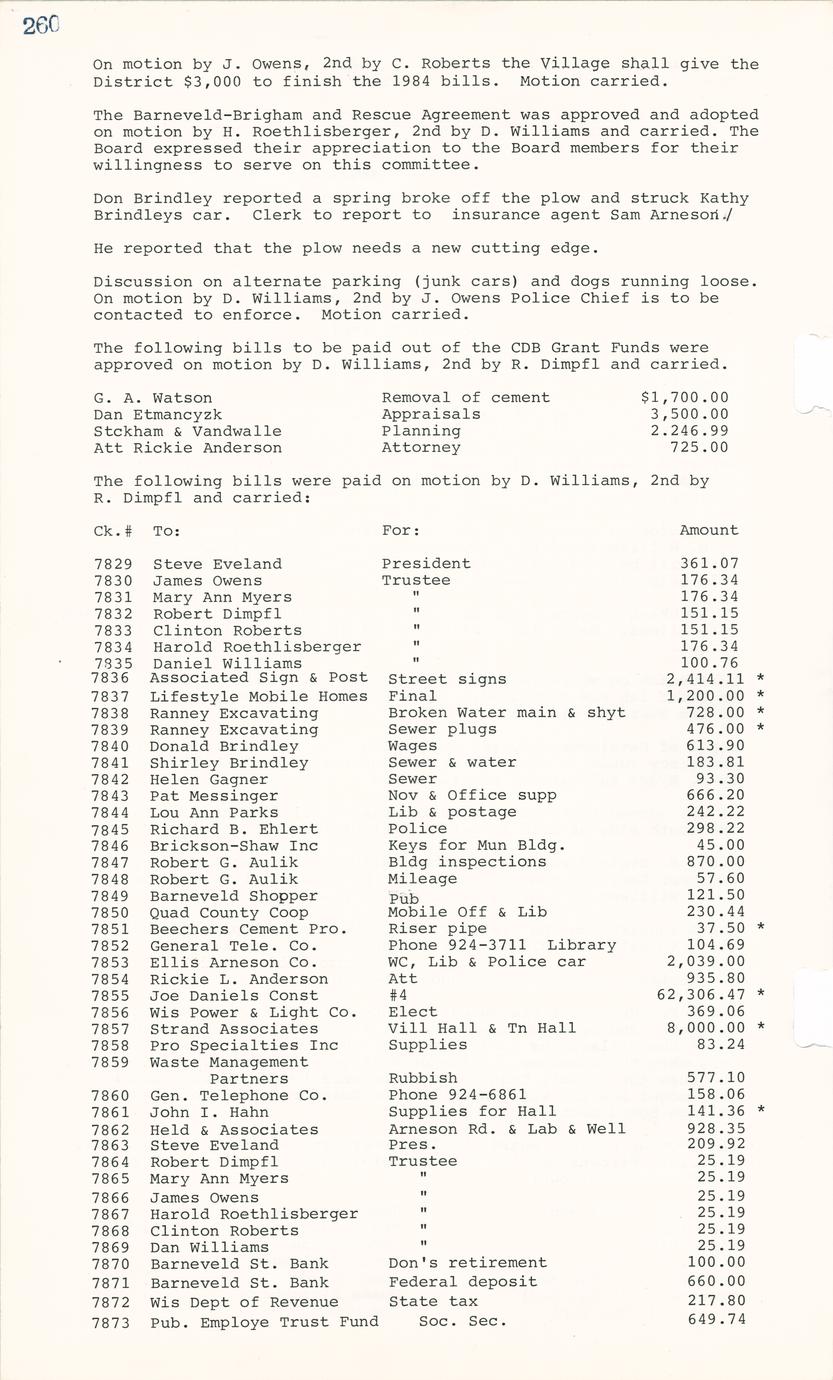 260
On motion by J. Owens, 2nd by C. Roberts the Village shall give the
District $3,000 to finish the 1984 bills.  Motion carried.
The Barneveld-Brigham and Rescue Agreement was approved and adopted
on motion by H. Roethlisberger, 2nd by D. Williams and carried. The
Board expressed their appreciation to the Board members for their
willingness to serve on this committee.
Don Brindley reported a spring broke off the plow and struck Kathy
Brindleys car.  Clerk to report to  insurance agent Sam Arneson./
He reported that the plow needs a new cutting edge.
Discussion on alternate parking (junk cars) and dogs running loose.
On motion by D. Williams, 2nd by J. Owens Police Chief is to be
contacted to enforce.  Motion carried.
The following bills to be paid out of the CDB Grant Funds were
approved on motion by D. Williams, 2nd by R. Dimpfl and carried.
G. A. Watson Removal of cement $1,700.00
Dan Etmancyzk Appraisals 3,500.00
Stckham & Vandwalle Planning 2.246.99
Att Rickie Anderson Attorney 725.00
The following bills were paid on motion by D. Williams, 2nd by
R. Dimpfl and carried:
Ck.# To: For: Amount
7829 Steve Eveland President 361.07
7830 James Owens Trustee 176.34
7831 Mary Ann Myers " 176.34
7832 Robert Dimpfl " 151.15
7833 Clinton Roberts " 151.15
7834 Harold Roethlisberger " 176.34
7835 Daniel Williams " 100.76
7836 Associated Sign & Post Street signs 2,414.11 *
7837 Lifestyle Mobile Homes Final 1,200.00 *
7838 Ranney Excavating Broken Water main & shyt 728.00 *
7839 Ranney Excavating Sewer plugs 476.00 *
7840 Donald Brindley Wages 613.90
7841 Shirley Brindley Sewer & water 183.81
7842 Helen Gagner Sewer 93.30
7843 Pat Messinger Nov & Office supp 666.20
7844 Lou Ann Parks Lib & postage 242.22
7845 Richard B. Ehlert Police 298.22
7846 Brickson-Shaw Inc Keys for Mun Bldg. 45.00
7847 Robert G. Aulik Bldg inspections 870.00
7848 Robert G. Aulik Mileage 57.60
7849 Barneveld Shopper Pub 121.50
7850 Quad County Coop Mobile Off & Lib 230.44
7851 Beechers Cement Pro. Riser pipe 37.50 *
7852 General Tele. Co. Phone 924-3711  Library 104.69
7853 Ellis Arneson Co. WC, Lib & Police car 2,039.00
7854 Rickie L. Anderson Att 935.80
7855 Joe Daniels Const #4 62,306.47 *
7856 Wis Power & Light Co. Elect 369.06
7857 Strand Associates Vill Hall & Tn Hall 8,000.00 *
7858 Pro Specialties Inc Supplies 83.24
7859 Waste Management
Partners Rubbish 577.10
7860 Gen. Telephone Co. Phone 924-6861 158.06
7861 John I. Hahn Supplies for Hall 141.36 *
7862 Held & Associates Arneson Rd. & Lab & Well 928.35
7863 Steve Eveland Pres. 209.92
7864 Robert Dimpfl Trustee 25.19
7865 Mary Ann Myers " 25.19
7866 James Owens " 25.19
7867 Harold Roethlisberger " 25.19
7868 Clinton Roberts " 25.19
7869 Dan Williams " 25.19
7870 Barneveld St. Bank Don's retirement 100.00
7871 Barneveld St. Bank Federal deposit 660.00
7872 Wis Dept of Revenue State tax 217.80
7873 Pub. Employe Trust Fund Soc. Sec. 649.74